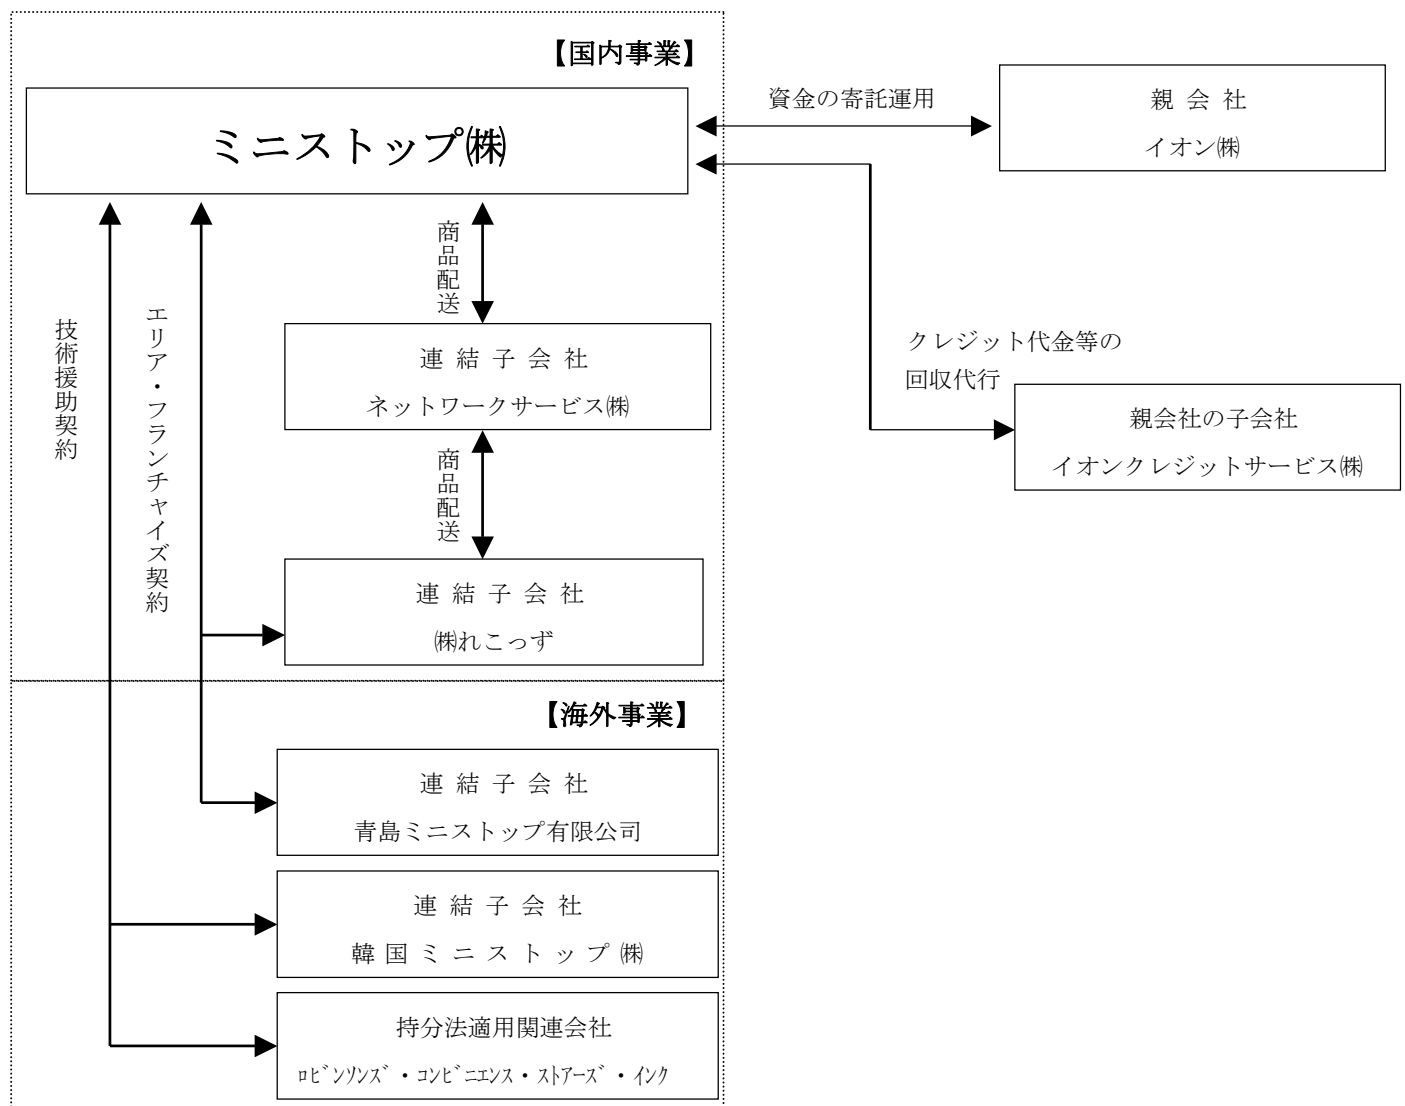 【国内事業】
ミニストップ㈱
資金の寄託運用
親 会 社
イオン㈱
商品配送
連 結 子 会 社
ネットワークサービス㈱
技術援助契約
エリア・フランチャイズ契約
クレジット代金等の
回収代行
親会社の子会社
イオンクレジットサービス㈱
商品配送
連 結 子 会 社
㈱れこっず
【海外事業】
連 結 子 会 社
青島ミニストップ有限公司
連 結 子 会 社
韓 国 ミ ニ ス ト ッ プ ㈱
持分法適用関連会社
ﾛﾋﾞﾝｿﾝｽﾞ・ｺﾝﾋﾞﾆｴﾝｽ・ｽﾄｱｰｽﾞ・ｲﾝｸ